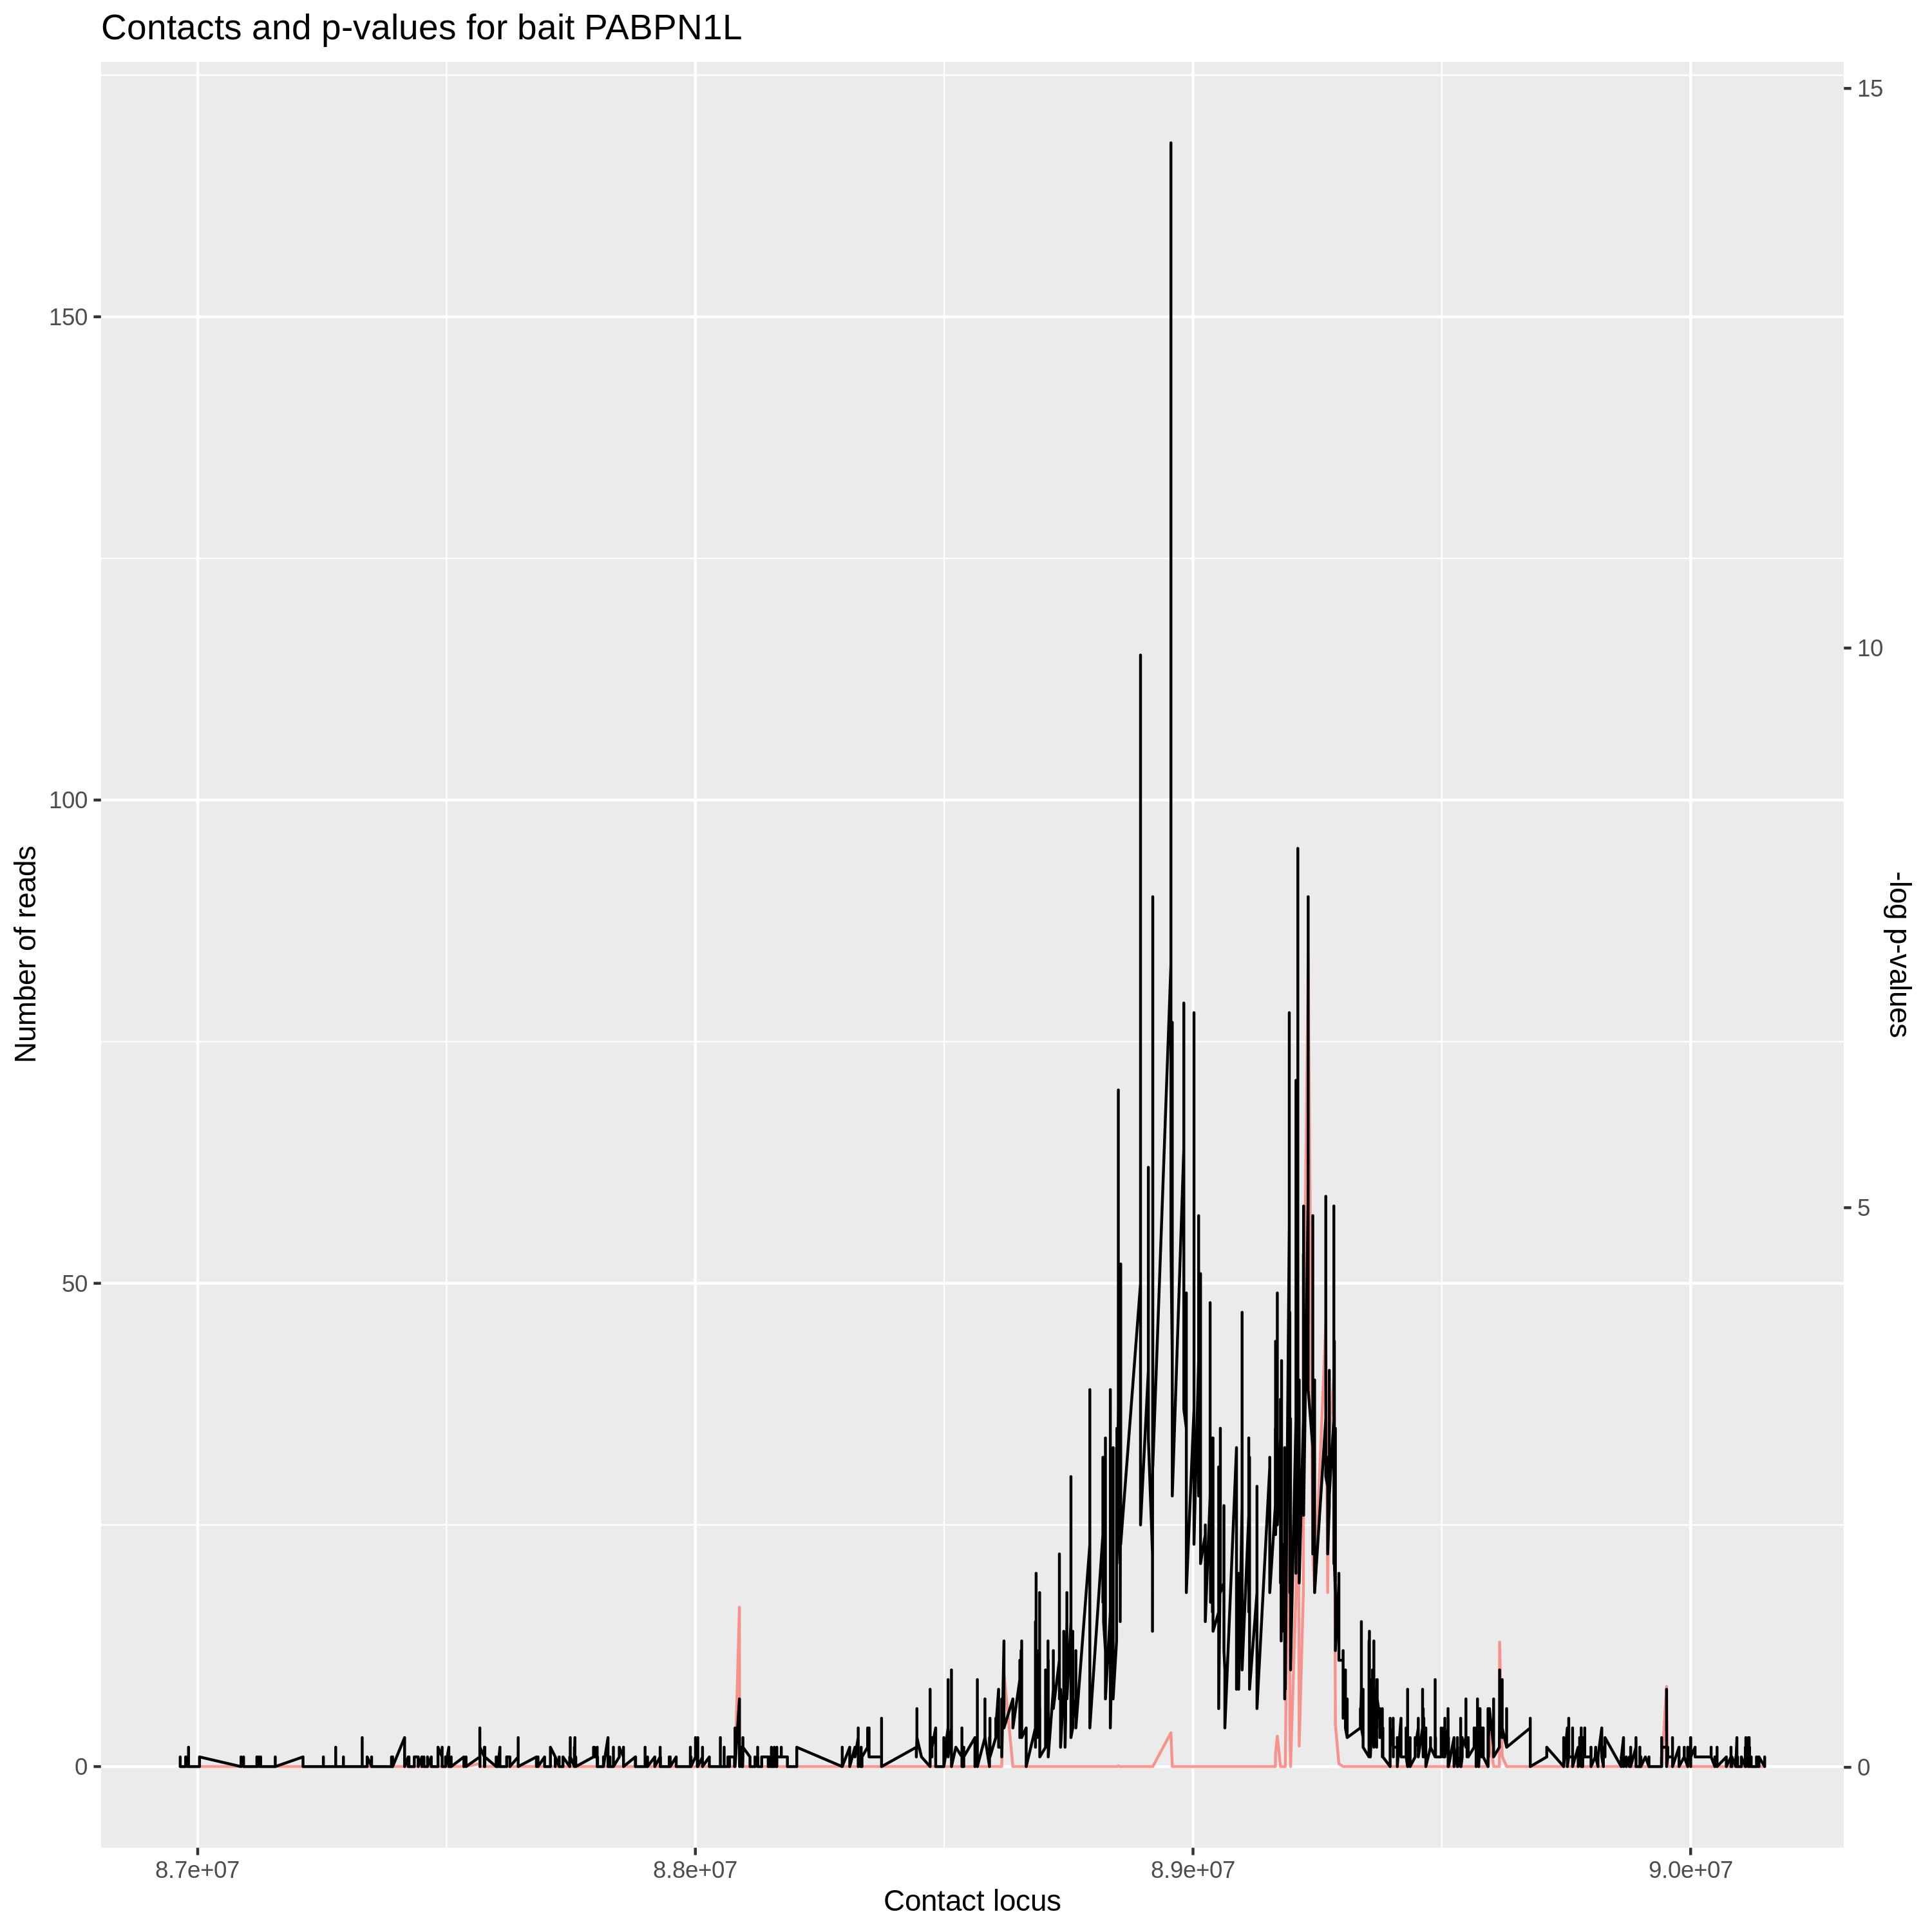 Contacts and p-values for bait PABPN1L
150
100
50
0
Number of reads
15
10
5
0
-log p-values
8.7e+07
8.8e+07
8.9e+07
9.0e+07
Contact locus